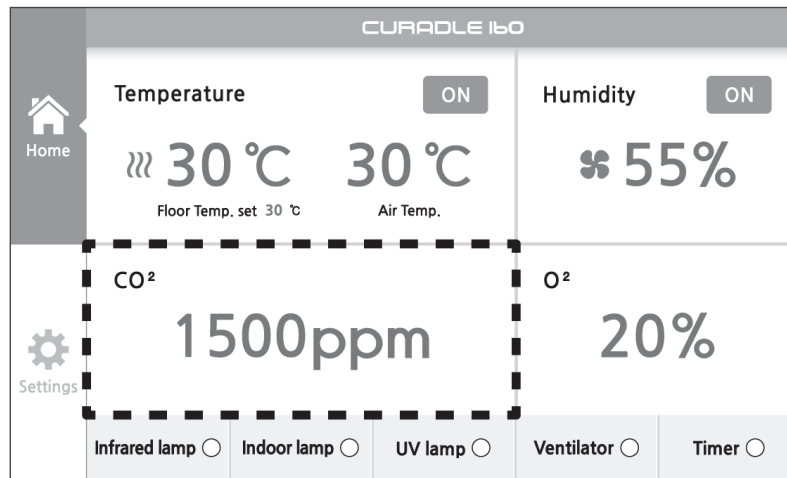 CURADLE 160
Home
Temperature ON
30 ℃ 30 ℃
Floor Temp. set 30 ℃ Air Temp.
Humidity ON
55%
CO²
1500ppm
O²
20%
Settings
Infrared lamp
Indoor lamp
UV lamp
Ventilator
Timer